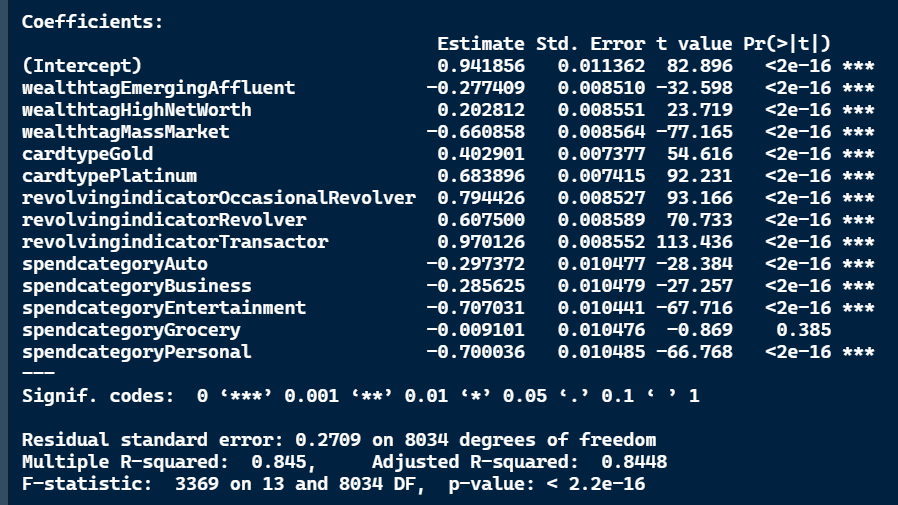 Coefficients:
Estimate Std. Error t value Pr(>|t|)
(Intercept) 0.941856 0.011362 82.896 <2e-16 ***
wealthtagEmergingAffluent -0.277409 0.008510 -32.598 <2e-16 ***
wealthtagHighNetWorth 0.202812 0.008551 23.719 <2e-16 ***
wealthtagMassMarket -0.660858 0.008564 -77.165 <2e-16 ***
cardtypeGold 0.402901 0.007377 54.616 <2e-16 ***
cardtypePlatinum 0.683896 0.007415 92.231 <2e-16 ***
revolvingindicatorOccasionalRevolver 0.794426 0.008527 93.166 <2e-16 ***
revolvingindicatorRevolver 0.607500 0.008589 70.733 <2e-16 ***
revolvingindicatorTransactor 0.970126 0.008552 113.436 <2e-16 ***
spendcategoryAuto -0.297372 0.010477 -28.384 <2e-16 ***
spendcategoryBusiness -0.285625 0.010479 -27.257 <2e-16 ***
spendcategoryEntertainment -0.707031 0.010441 -67.716 <2e-16 ***
spendcategoryGrocery -0.009101 0.010476 -0.869 0.385
spendcategoryPersonal -0.700036 0.010485 -66.768 <2e-16 ***
---
Signif. codes: 0 ‘***’ 0.001 ‘**’ 0.01 ‘*’ 0.05 ‘.’ 0.1 ‘ ’ 1
Residual standard error: 0.2709 on 8034 degrees of freedom
Multiple R-squared: 0.845, Adjusted R-squared: 0.8448
F-statistic: 3369 on 13 and 8034 DF, p-value: < 2.2e-16